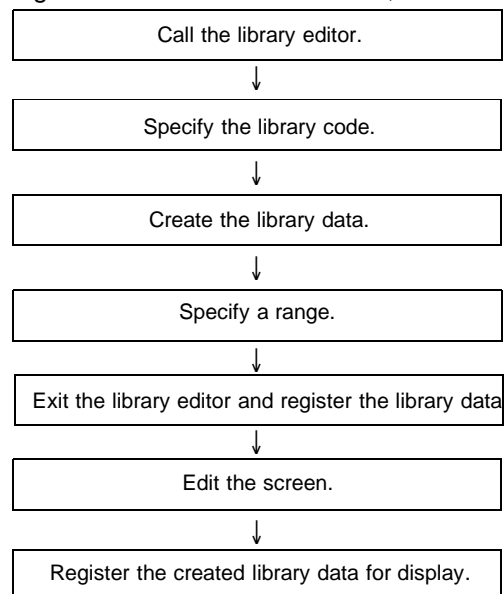 Call the library editor.
Specify the library code.
Create the library data.
Specify a range.
Exit the library editor and register the library data
Edit the screen.
Register the created library data for display.